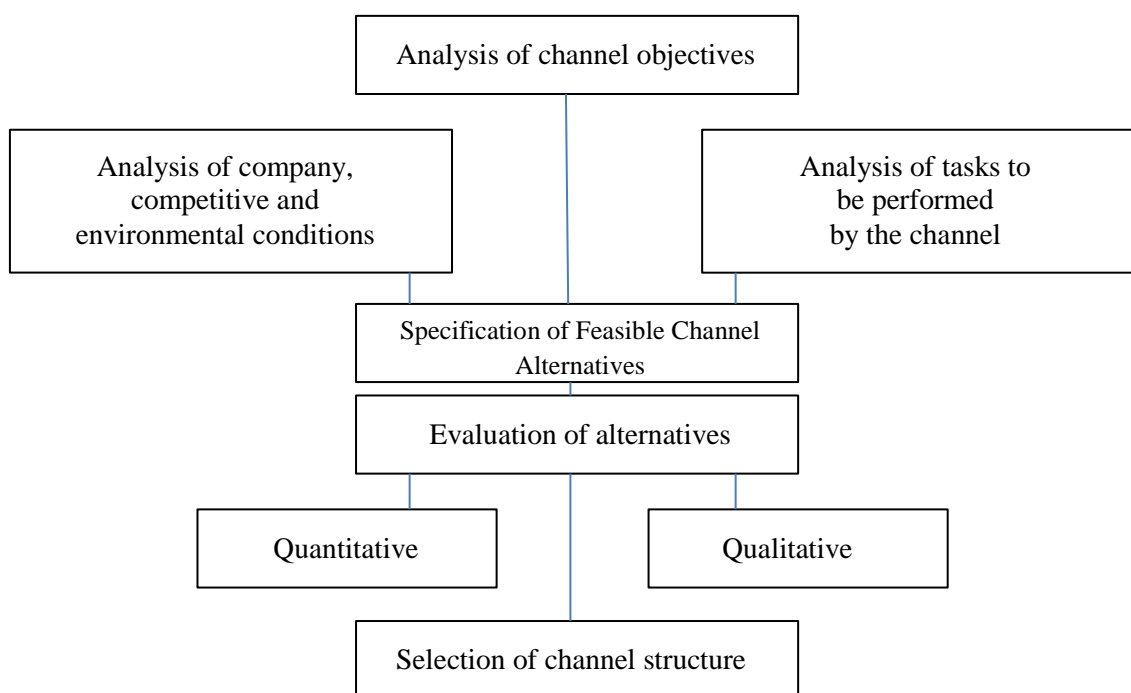 Analysis of channel objectives
Analysis of company,
competitive and
environmental conditions
Analysis of tasks to
be performed
by the channel
Specification of Feasible Channel
Alternatives
Evaluation of alternatives
Quantitative
Qualitative
Selection of channel structure